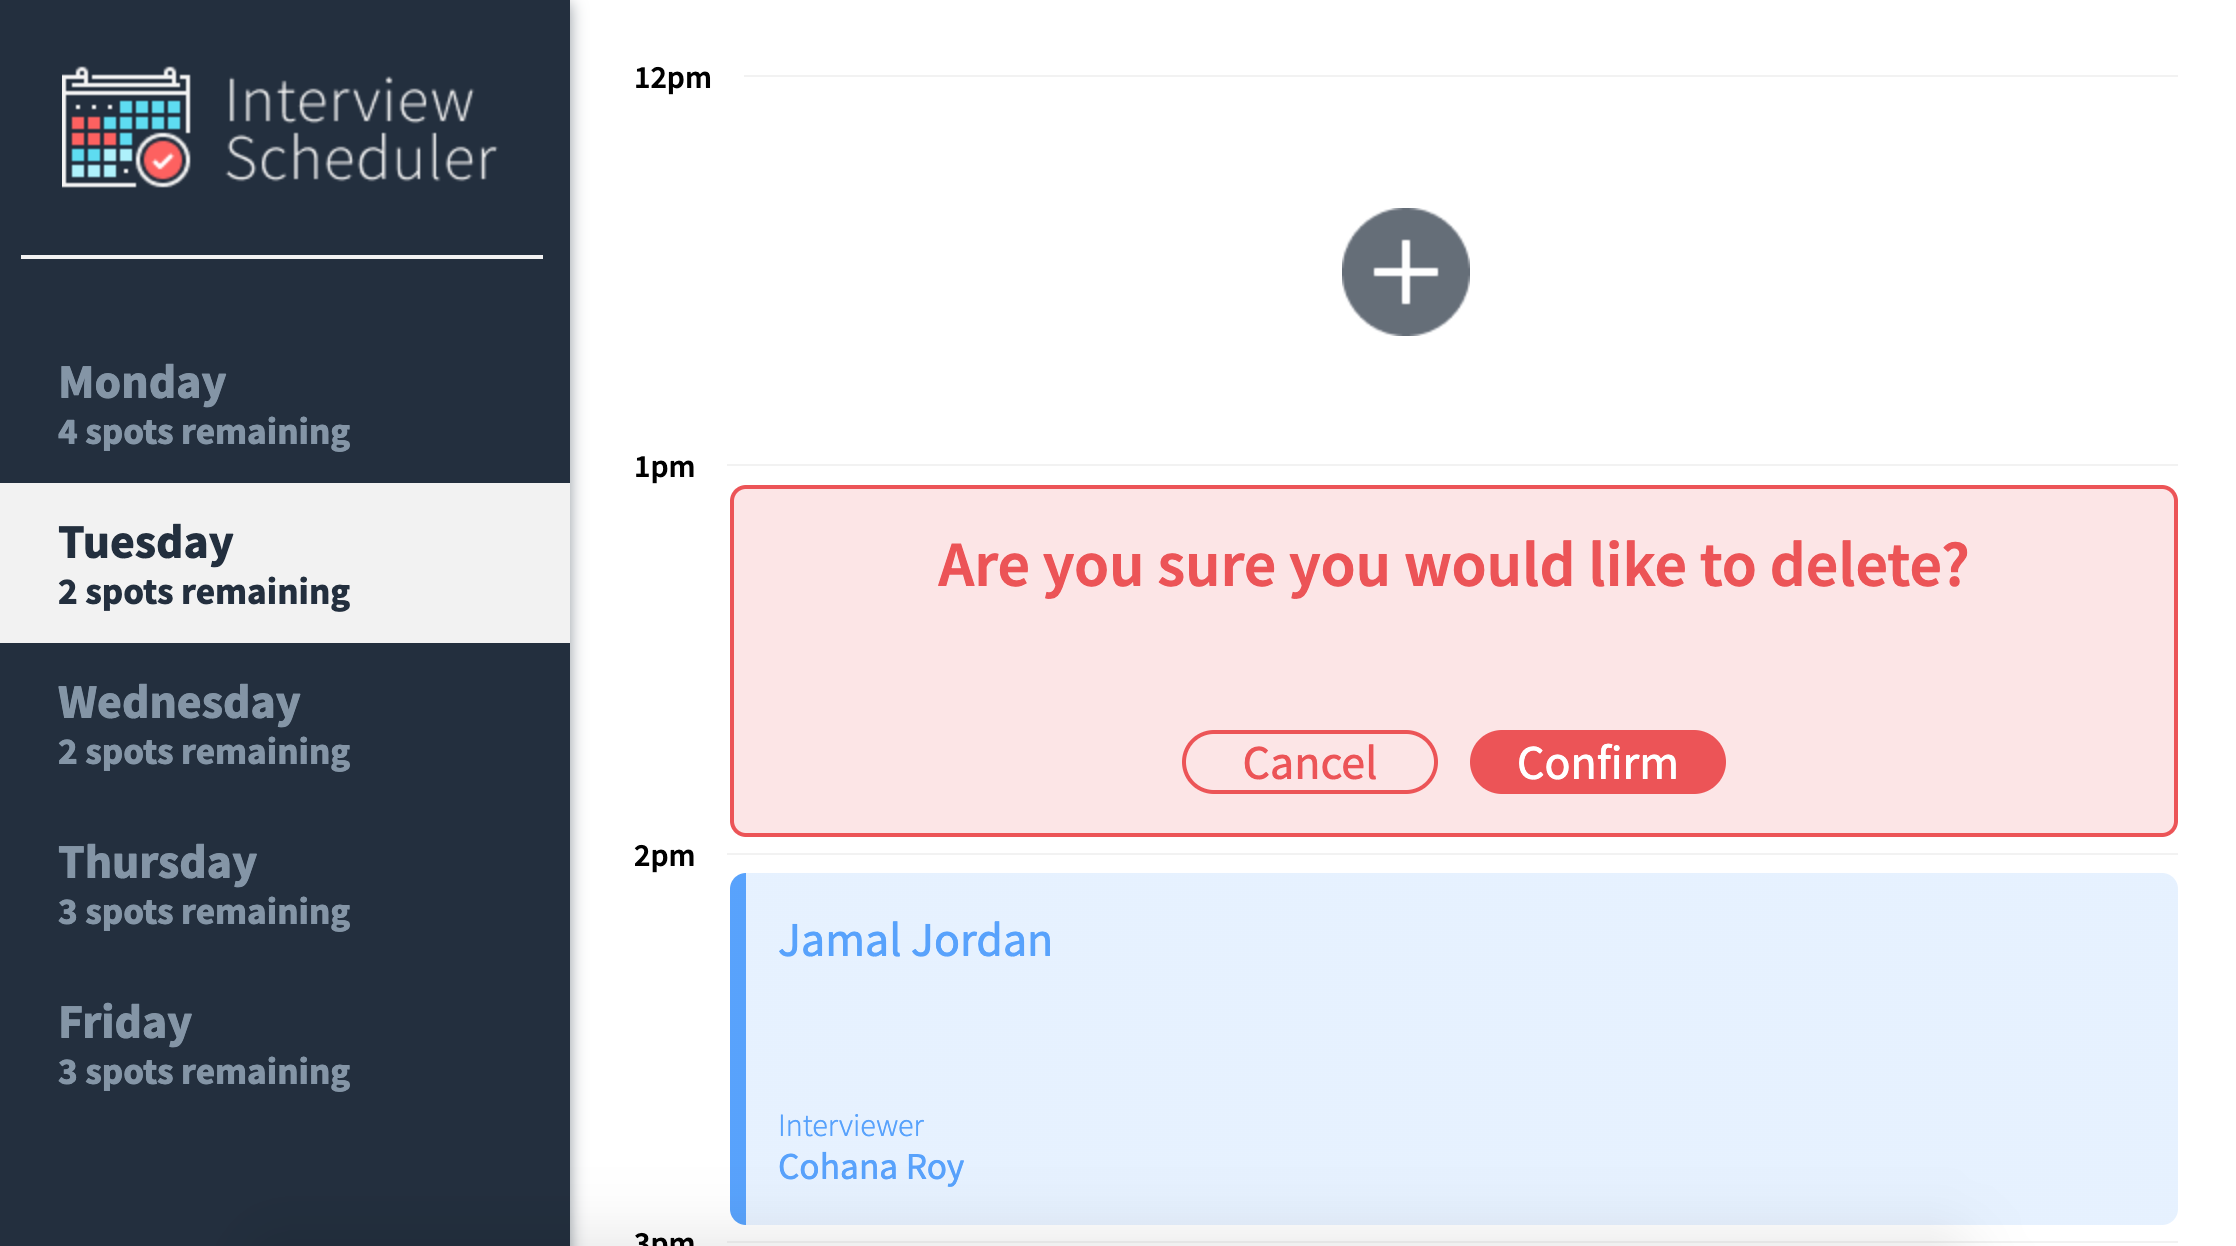 Interview
Scheduler
Monday
4 spots remaining
Tuesday
2 spots remaining
Wednesday
2 spots remaining
Thursday
3 spots remaining
Friday
3 spots remaining
12pm
1pm
Are you sure you would like to delete?
Cancel Confirm
2pm
Jamal Jordan
Interviewer
Cohana Roy
3pm